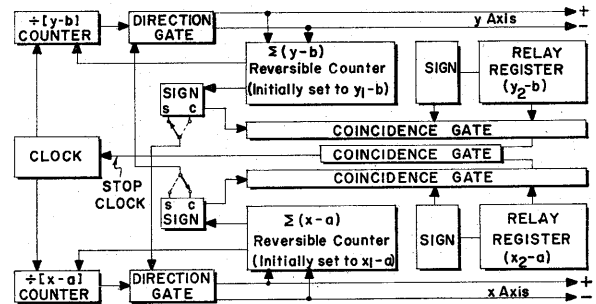 ÷[y-b]
COUNTER
DIRECTION
GATE
y Axis
+
−
Σ(y-b)
Reversible Counter
(Initially set to y₁-b)
SIGN
S C
SIGN
RELAY
REGISTER
(y₂-b)
COINCIDENCE GATE
CLOCK
COINCIDENCE GATE
STOP
CLOCK
COINCIDENCE GATE
S C
SIGN
Σ(x-a)
Reversible Counter
(Initially set to x₁-a)
SIGN
RELAY
REGISTER
(x₂-a)
÷[x-a]
COUNTER
DIRECTION
GATE
x Axis
+
−